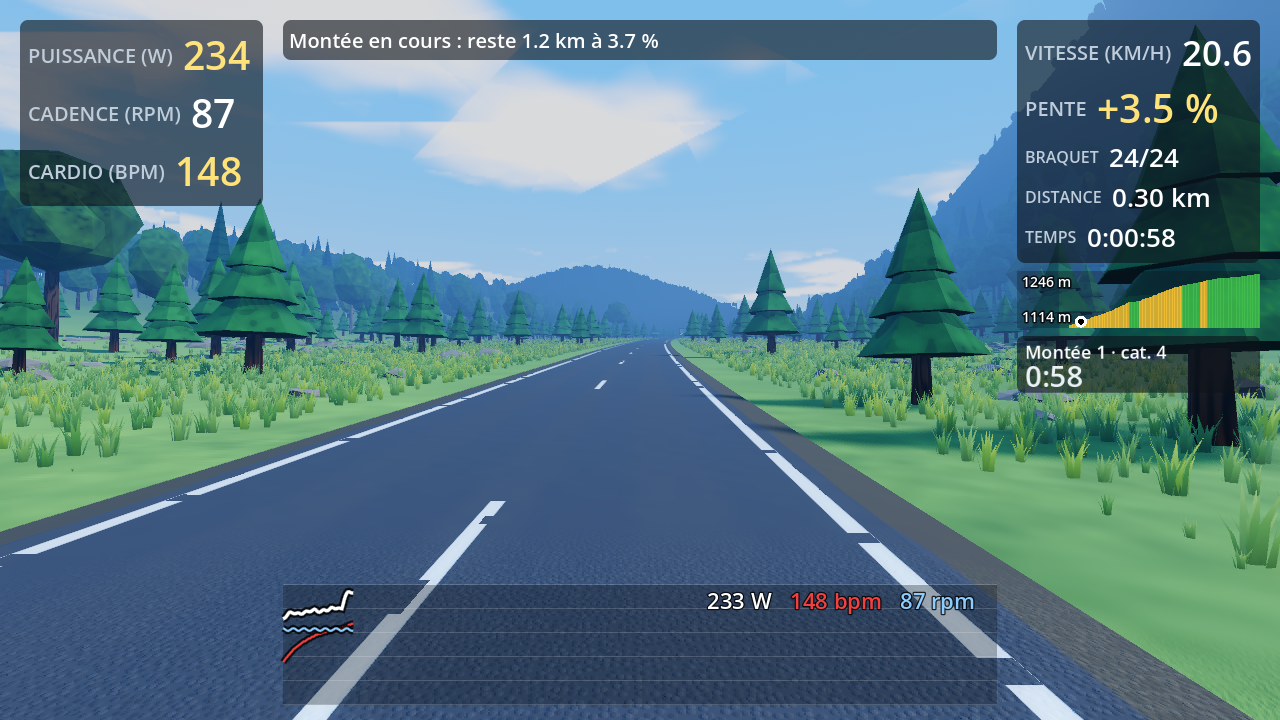 PUISSANCE (W) 234
CADENCE (RPM) 87
CARDIO (BPM) 148
Montée en cours : reste 1.2 km à 3.7 %
VITESSE (KM/H) 20.6
PENTE +3.5 %
BRAQUET 24/24
DISTANCE 0.30 km
TEMPS 0:00:58
1246 m
1114 m
Montée 1 · cat. 4
0:58
233 W 148 bpm 87 rpm